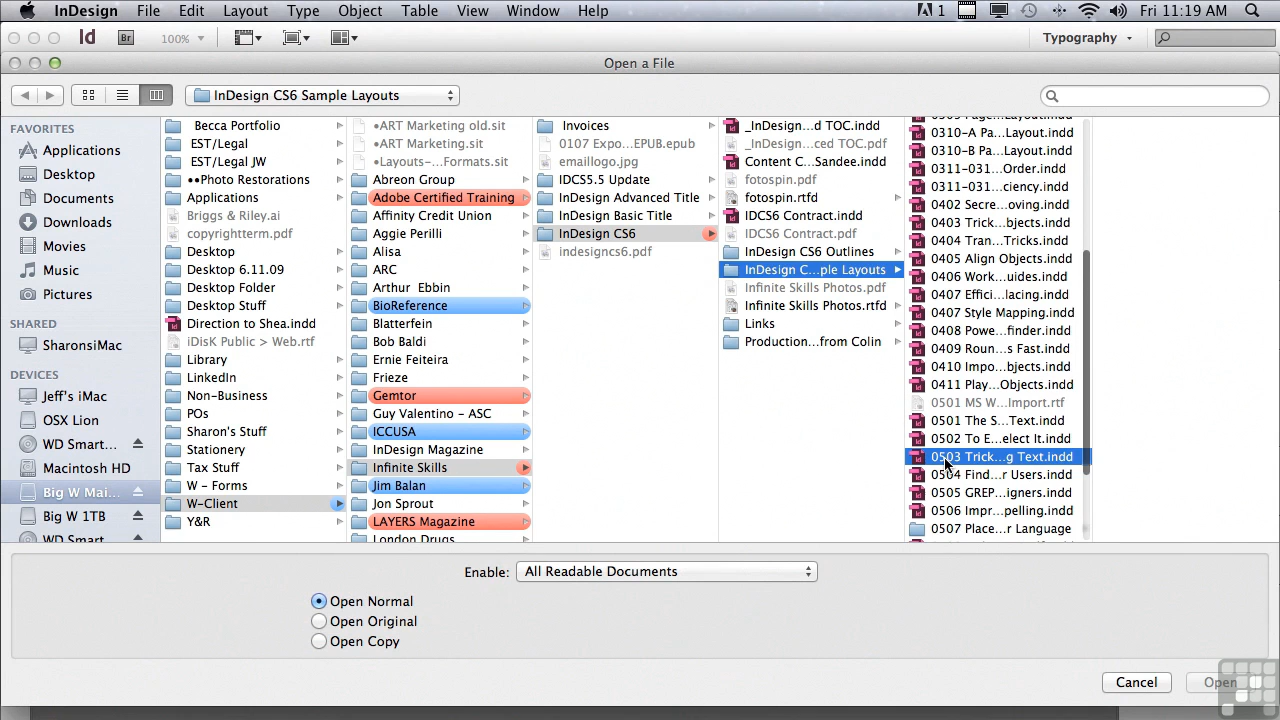 InDesign File Edit Layout Type Object Table View Window Help 1 Fri 11:19 AM
Id Br 100% Typography
Open a File
InDesign CS6 Sample Layouts
FAVORITES
Applications
Desktop
Documents
Downloads
Movies
Music
Pictures
SHARED
SharonsiMac
DEVICES
Jeff's iMac
OSX Lion
WD Smart...
Macintosh HD
Big W Mai...
Big W 1TB
WD Smart...
Becca Portfolio
EST/Legal
EST/Legal JW
••Photo Restorations
Applications
Briggs & Riley.ai
copyrightterm.pdf
Desktop
Desktop 6.11.09
Desktop Folder
Desktop Stuff
Direction to Shea.indd
iDisK Public > Web.rtf
Library
LinkedIn
Non-Business
POs
Sharon's Stuff
Stationery
Tax Stuff
W - Forms
W-Client
Y&R
•ART Marketing old.sit
•ART Marketing.sit
•Layouts-...Formats.sit
Abreon Group
Adobe Certified Training
Affinity Credit Union
Aggie Perilli
Alisa
ARC
Arthur Ebbin
BioReference
Blatterfein
Bob Baldi
Ernie Feiteira
Frieze
Gemtor
Guy Valentino - ASC
ICCUSA
InDesign Magazine
Infinite Skills
Jim Balan
Jon Sprout
LAYERS Magazine
London Drugs
Invoices
0107 Expo...EPUB.epub
emaillogo.jpg
IDCS5.5 Update
InDesign Advanced Title
InDesign Basic Title
InDesign CS6
indesigncs6.pdf
_InDesign...d TOC.indd
_InDesign...ced TOC.pdf
Content C...Sandee.indd
fotospin.pdf
fotospin.rtfd
IDCS6 Contract.indd
IDCS6 Contract.pdf
InDesign CS6 Outlines
InDesign C...ple Layouts
Infinite Skills Photos.pdf
Infinite Skills Photos.rtfd
Links
Production...from Colin
0310-A Pa...Layout.indd
0310-B Pa...Layout.indd
0311-031...Order.indd
0311-031...ciency.indd
0402 Secre...oving.indd
0403 Trick...bjects.indd
0404 Tran...Tricks.indd
0405 Align Objects.indd
0406 Work...uides.indd
0407 Effici...lacing.indd
0407 Style Mapping.indd
0408 Powe...finder.indd
0409 Roun...s Fast.indd
0410 Impo...bjects.indd
0411 Play...Objects.indd
0501 MS W...Import.rtf
0501 The S...Text.indd
0502 To E...elect It.indd
0503 Trick...g Text.indd
0504 Find...r Users.indd
0505 GREP...igners.indd
0506 Impr...pelling.indd
0507 Place...r Language
Enable: All Readable Documents
Open Normal
Open Original
Open Copy
Cancel Open